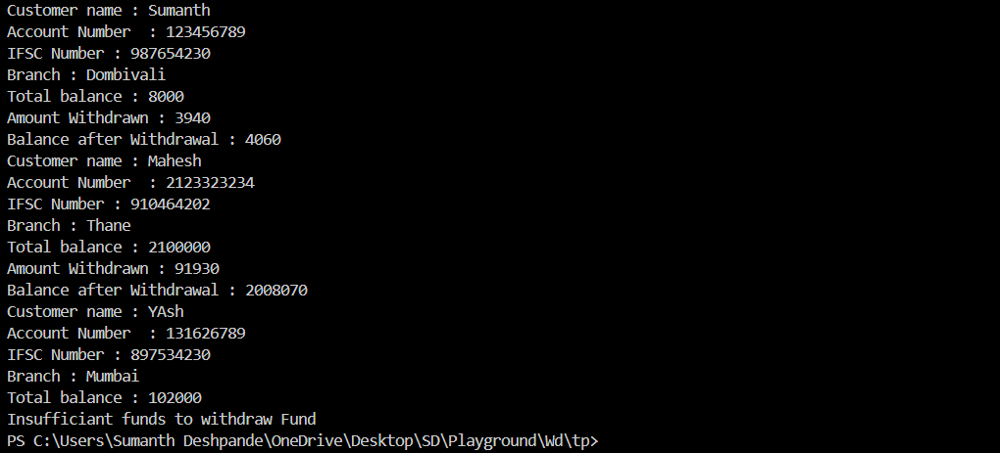 Customer name : Sumanth
Account Number  : 123456789
IFSC Number : 987654230
Branch : Dombivali
Total balance : 8000
Amount Withdrawn : 3940
Balance after Withdrawal : 4060
Customer name : Mahesh
Account Number  : 2123323234
IFSC Number : 910464202
Branch : Thane
Total balance : 2100000
Amount Withdrawn : 91930
Balance after Withdrawal : 2008070
Customer name : YAsh
Account Number  : 131626789
IFSC Number : 897534230
Branch : Mumbai
Total balance : 102000
Insufficiant funds to withdraw Fund
PS C:\Users\Sumanth Deshpande\OneDrive\Desktop\SD\Playground\Wd\tp>